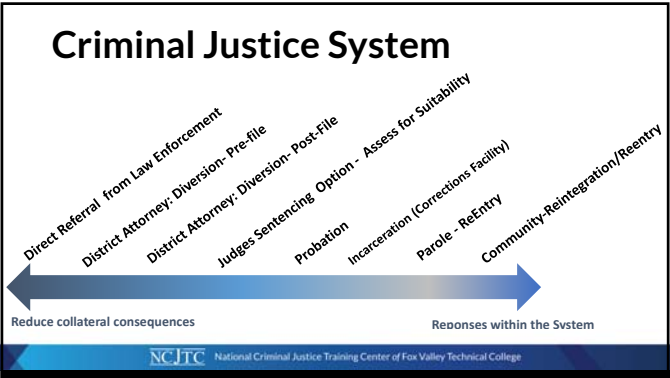 Criminal Justice System
Direct Referral from Law Enforcement
District Attorney: Diversion- Pre-file
District Attorney: Diversion- Post-File
Judges Sentencing Option - Assess for Suitability
Probation
Incarceration (Corrections Facility)
Parole - ReEntry
Community-Reintegration/Reentry
Reduce collateral consequences
Reponses within the System
NCJTC National Criminal Justice Training Center of Fox Valley Technical College